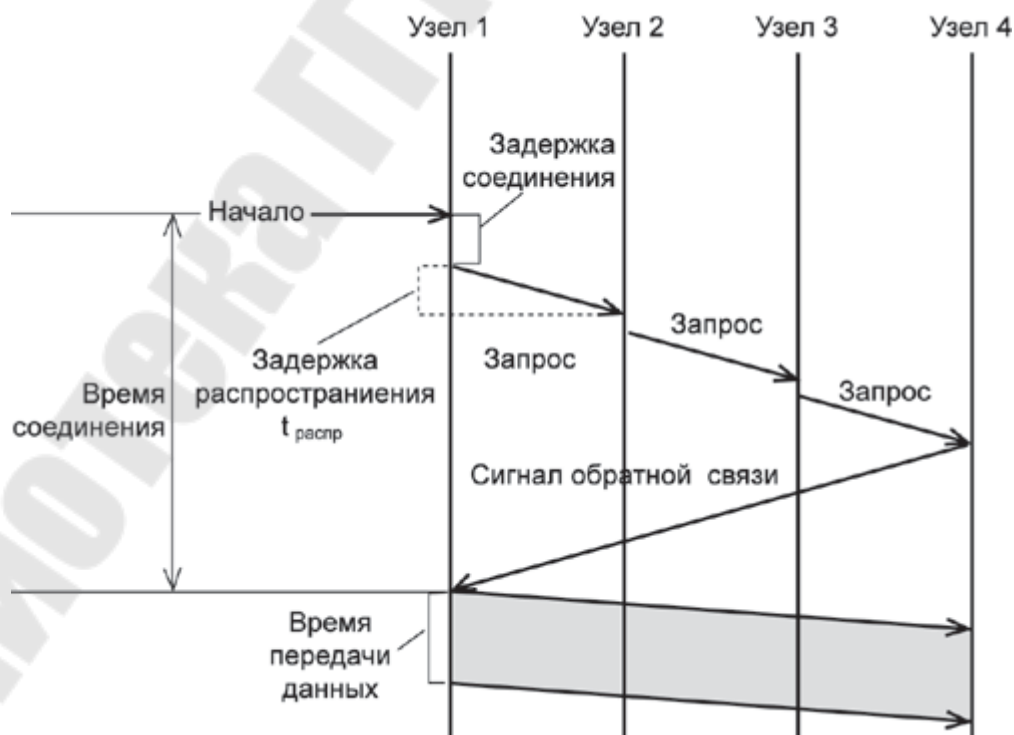 Узел 1 Узел 2 Узел 3 Узел 4
Задержка
соединения
Начало
Запрос
Запрос
Запрос
Задержка
распространиения
t распр
Время
соединения
Сигнал обратной связи
Время
передачи
данных